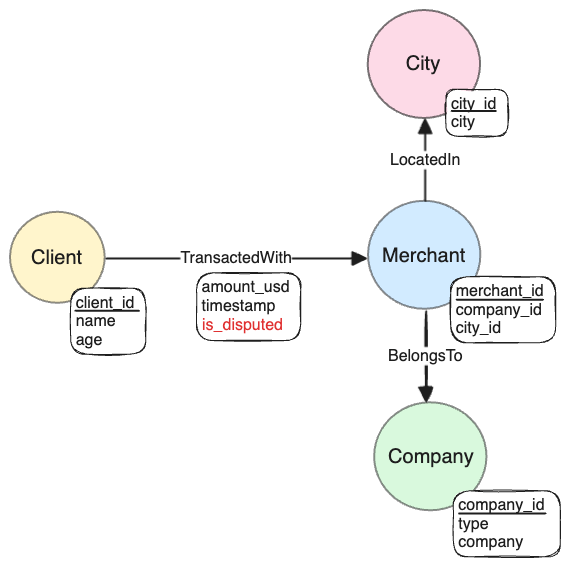 City
city_id
city
LocatedIn
Client
client_id
name
age
TransactedWith
amount_usd
timestamp
is_disputed
Merchant
merchant_id
company_id
city_id
BelongsTo
Company
company_id
type
company